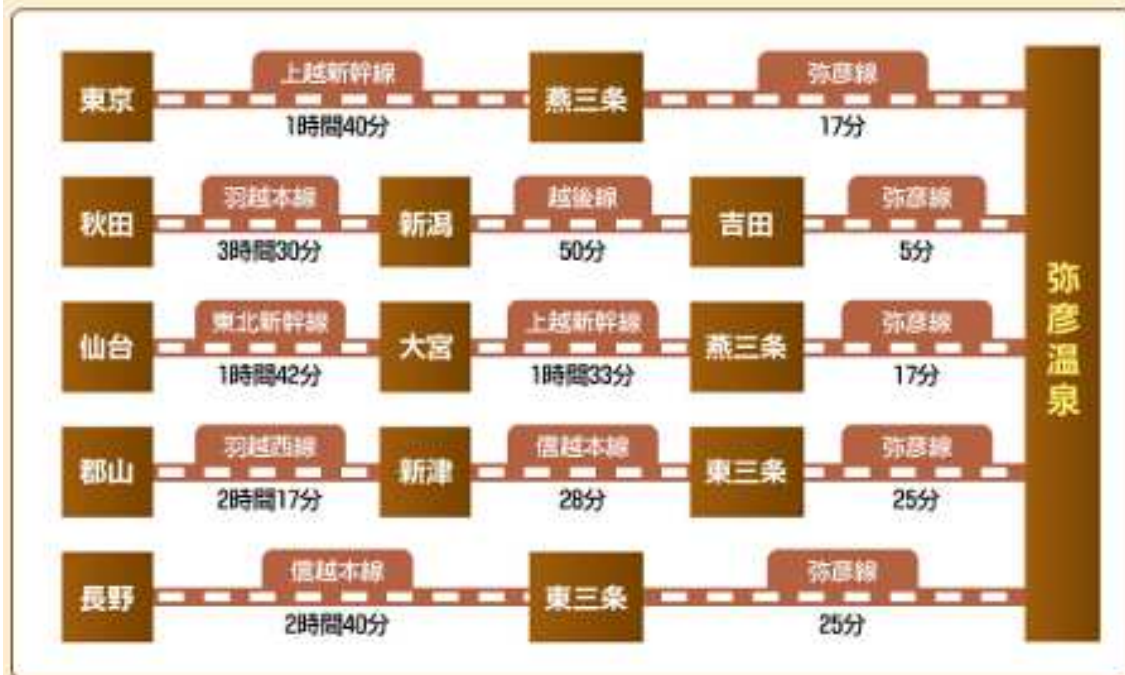 上越新幹線
弥彦線
東京
燕三条
1時間40分
17分
羽越本線
越後線
弥彦線
秋田
新潟
吉田
3時間30分
50分
5分
東北新幹線
上越新幹線
弥彦線
仙台
大宮
燕三条
1時間42分
1時間33分
17分
羽越西線
信越本線
弥彦線
郡山
新津
東三条
2時間17分
28分
25分
信越本線
弥彦線
長野
東三条
2時間40分
25分
弥彦温泉